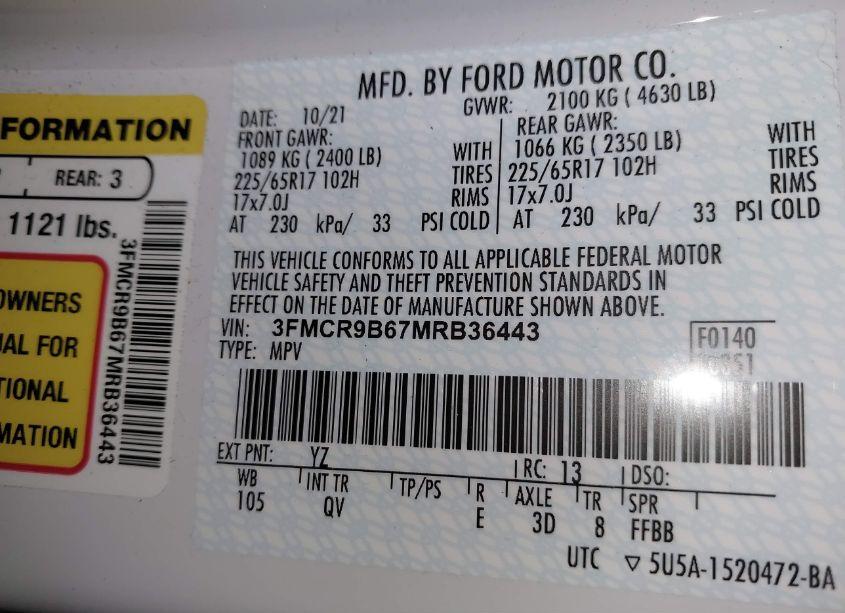 FORMATION
REAR: 3
1121 lbs.
3FMCR9B67MRB36443
OWNERS
UAL FOR
TIONAL
MATION
MFD. BY FORD MOTOR CO.
DATE: 10/21 GVWR: 2100 KG ( 4630 LB)
FRONT GAWR:
1089 KG ( 2400 LB) WITH
225/65R17 102H TIRES
17x7.0J RIMS
AT 230 kPa/ 33 PSI COLD
REAR GAWR:
1066 KG ( 2350 LB) WITH
225/65R17 102H TIRES
17x7.0J RIMS
AT 230 kPa/ 33 PSI COLD
THIS VEHICLE CONFORMS TO ALL APPLICABLE FEDERAL MOTOR
VEHICLE SAFETY AND THEFT PREVENTION STANDARDS IN
EFFECT ON THE DATE OF MANUFACTURE SHOWN ABOVE.
VIN: 3FMCR9B67MRB36443
TYPE: MPV
F0140
EXT PNT: YZ RC: 13 DSO:
WB INT TR TP/PS R AXLE TR SPR
105 QV E 3D 8 FFBB
UTC ▽ 5U5A-1520472-BA